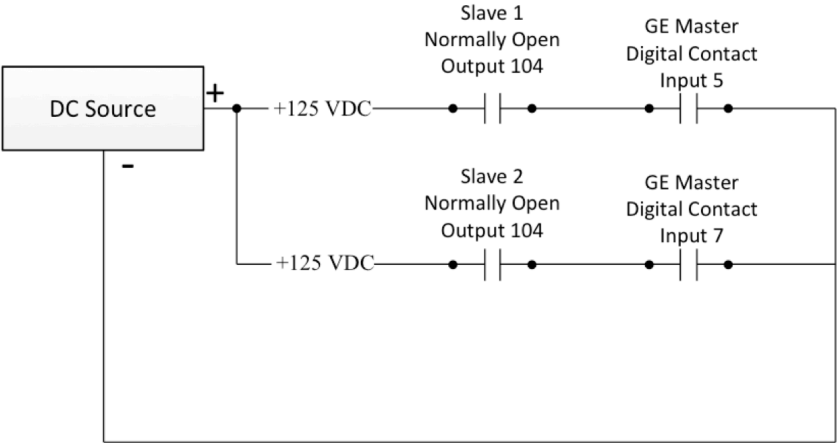 Slave 1
Normally Open
Output 104
GE Master
Digital Contact
Input 5
DC Source
+
+125 VDC
-
Slave 2
Normally Open
Output 104
GE Master
Digital Contact
Input 7
+125 VDC